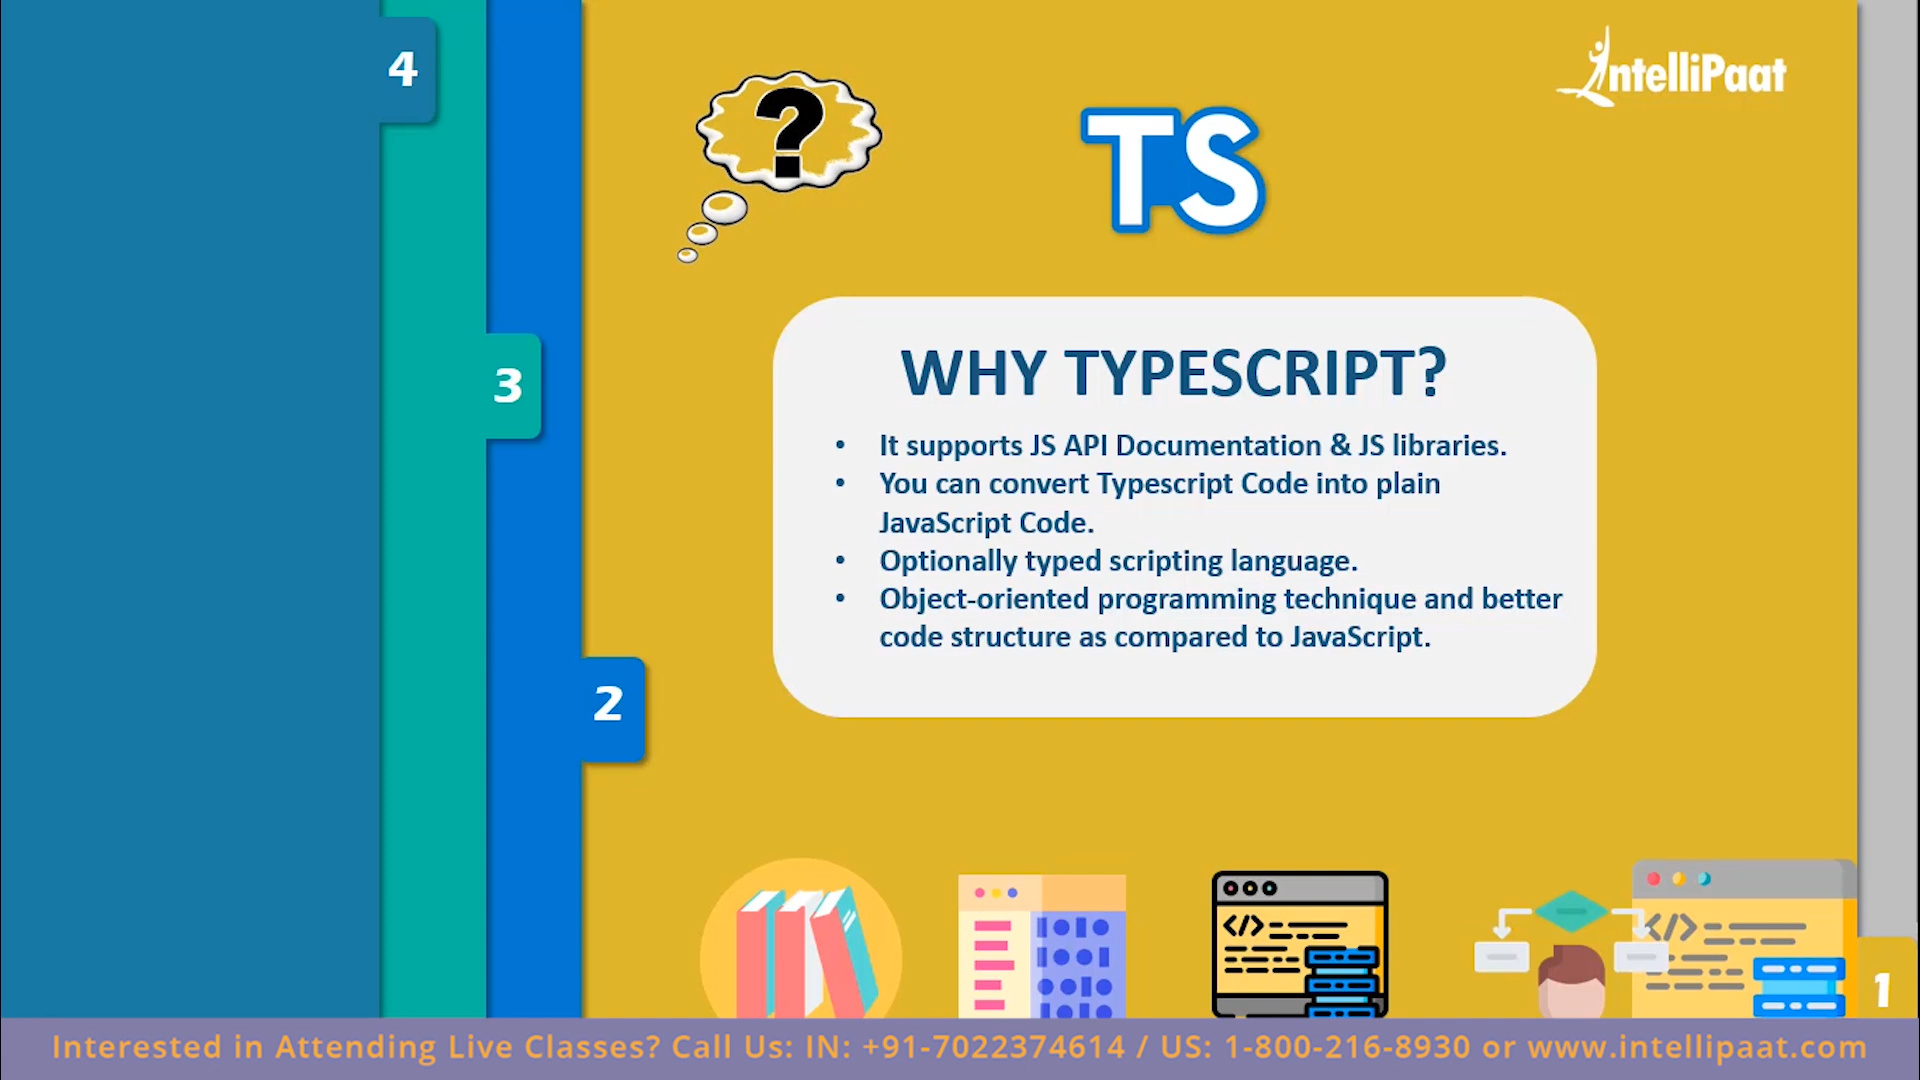 4
IntelliPaat
?
TS
WHY TYPESCRIPT?
• It supports JS API Documentation & JS libraries.
• You can convert Typescript Code into plain
JavaScript Code.
3
• Optionally typed scripting language.
• Object-oriented programming technique and better
code structure as compared to JavaScript.
2
</>
</>
1
Interested in Attending Live Classes? Call Us: IN: +91-7022374614 / US: 1-800-216-8930 or www.intellipaat.com